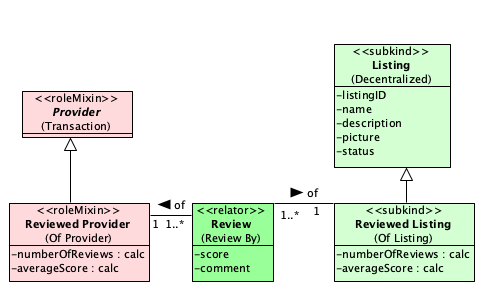 <<subkind>>
Listing
(Decentralized)
-listingID
-name
-description
-picture
-status
<<roleMixin>>
Provider
(Transaction)
of
of
1
1..*
1..*
1
<<roleMixin>>
Reviewed Provider
(Of Provider)
-numberOfReviews : calc
-averageScore : calc
<<relator>>
Review
(Review By)
-score
-comment
<<subkind>>
Reviewed Listing
(Of Listing)
-numberOfReviews : calc
-averageScore : calc